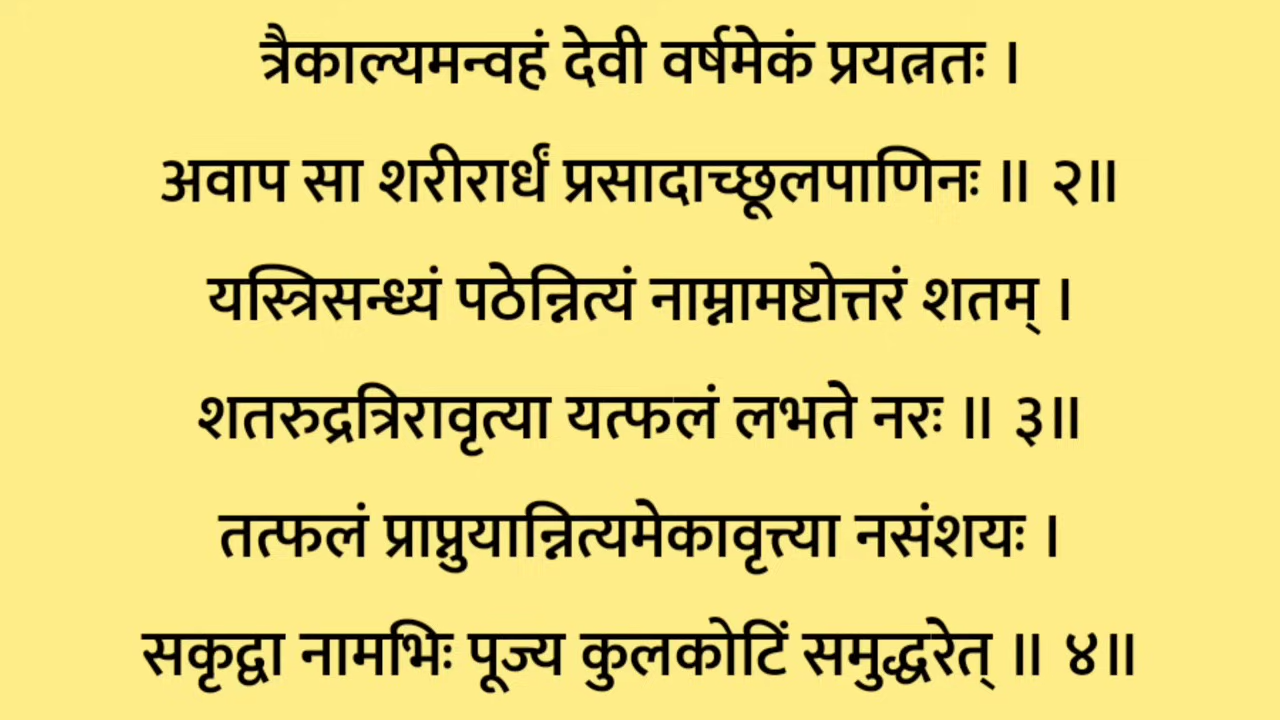 त्रैकाल्यमन्वहं देवी वर्षमेकं प्रयत्नतः ।
अवाप सा शरीरार्धं प्रसादाच्छूलपाणिनः ॥ २॥
यस्त्रिसन्ध्यं पठेन्नित्यं नाम्नामष्टोत्तरं शतम् ।
शतरुद्रत्रिरावृत्या यत्फलं लभते नरः ॥ ३॥
तत्फलं प्राप्नुयान्नित्यमेकावृत्त्या नसंशयः ।
सकृद्वा नामभिः पूज्य कुलकोटिं समुद्धरेत् ॥ ४॥